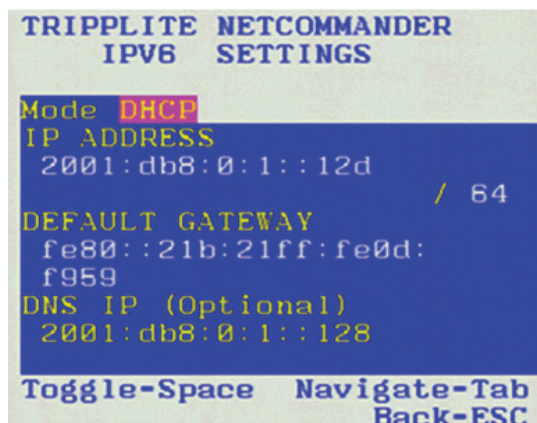 TRIPPLITE NETCOMMANDER
IPV6 SETTINGS
Mode DHCP
IP ADDRESS
2001:db8:0:1::12d
/ 64
DEFAULT GATEWAY
fe80::21b:21ff:fe0d:
f959
DNS IP (Optional)
2001:db8:0:1::128
Toggle-Space Navigate-Tab
Back-ESC